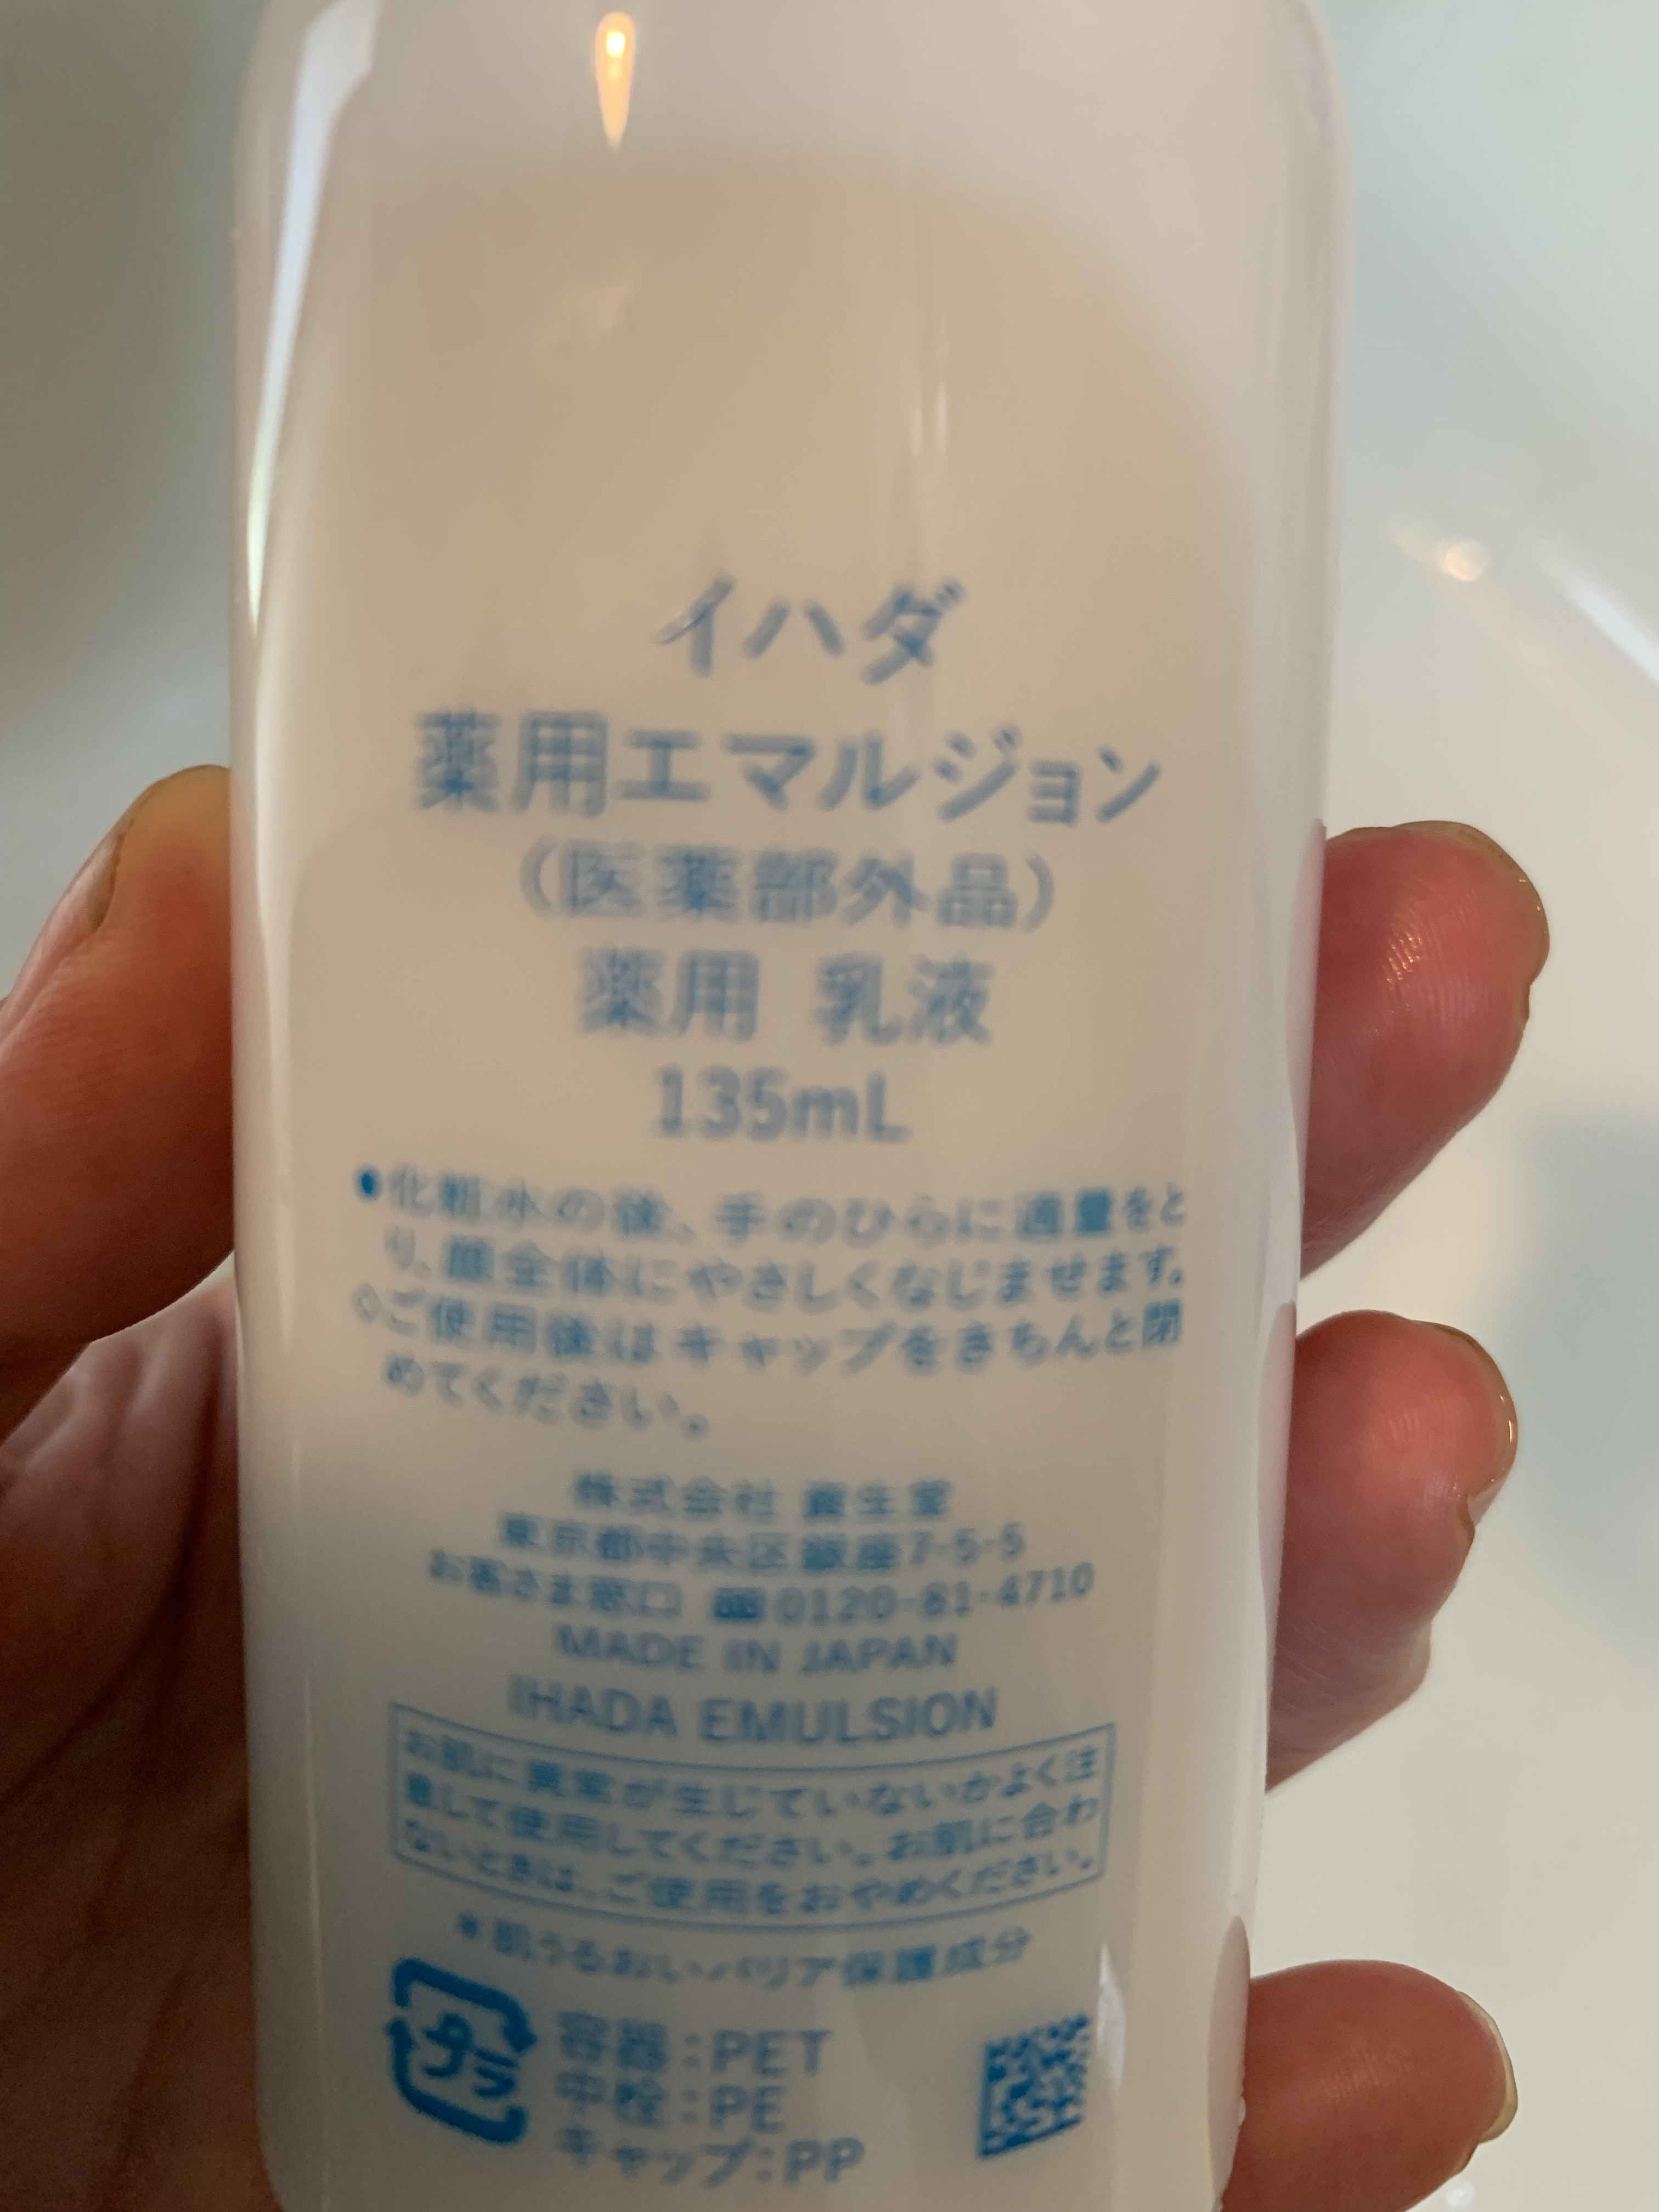 イハダ
薬用エマルジョン
(医薬部外品)
薬用 乳液
135mL
●化粧水の後、手のひらに適量をと
り、顔全体にやさしくなじませます。
◇ご使用後はキャップをきちんと閉
めてください。
株式会社 資生堂
東京都中央区銀座7-5-5
お客さま窓口 0120-81-4710
MADE IN JAPAN
IHADA EMULSION
お肌に異常が生じていないかよく注
意して使用してください。お肌に合わ
ないときは、ご使用をおやめください。
*肌うるおいバリア保護成分
プラ
容器:PET
中栓:PE
キャップ:PP